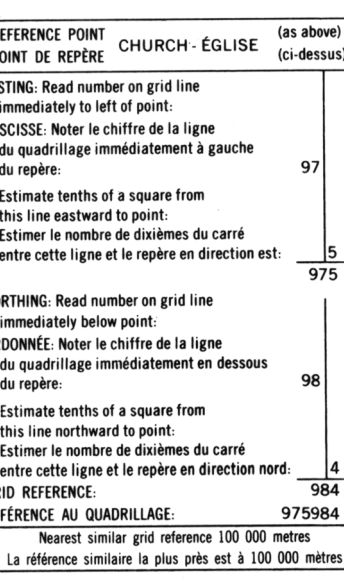 EFERENCE POINT CHURCH - ÉGLISE (as above)
OINT DE REPÈRE (ci-dessus)
STING: Read number on grid line
immediately to left of point:
SCISSE: Noter le chiffre de la ligne
du quadrillage immédiatement à gauche
du repère: 97
Estimate tenths of a square from
this line eastward to point:
Estimer le nombre de dixièmes du carré
entre cette ligne et le repère en direction est: 5
975
RTHING: Read number on grid line
immediately below point:
DONNÉE: Noter le chiffre de la ligne
du quadrillage immédiatement en dessous
du repère: 98
Estimate tenths of a square from
this line northward to point:
Estimer le nombre de dixièmes du carré
entre cette ligne et le repère en direction nord: 4
ID REFERENCE: 984
FÉRENCE AU QUADRILLAGE: 975984
Nearest similar grid reference 100 000 metres
La référence similaire la plus près est à 100 000 mètres